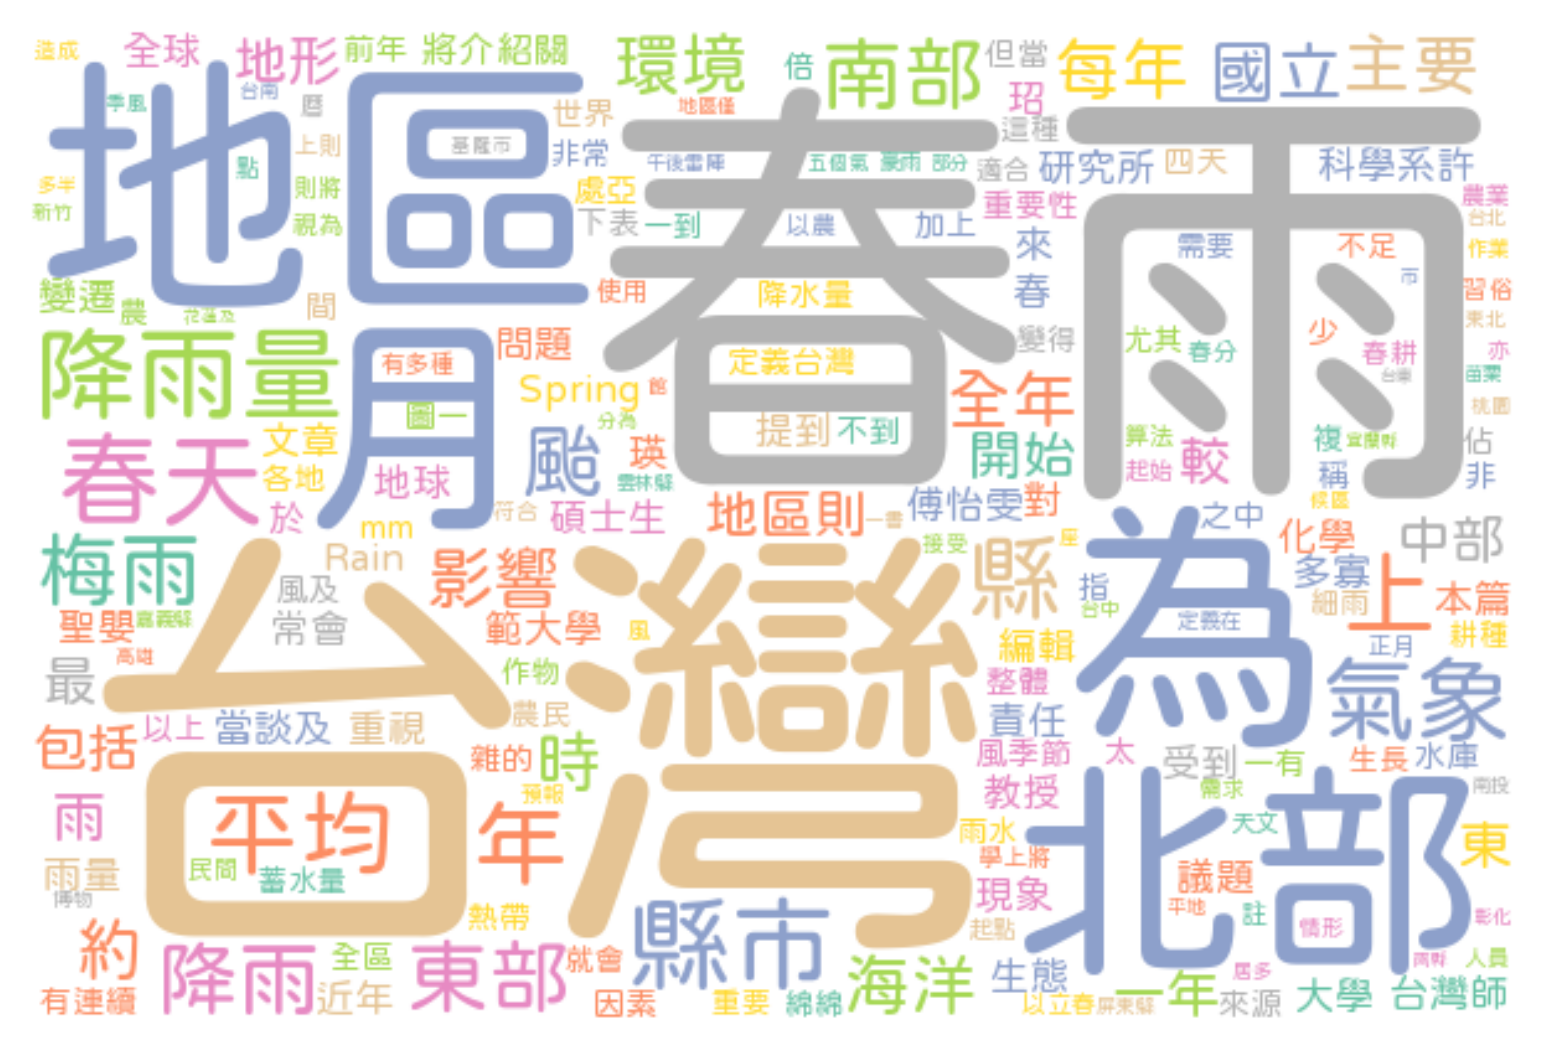 造成
全球
地形
前年
將介紹關
環境
倍
南部
但當
每年
國立
主要
季風
台南
曆
世界
地區僅
玿
這種
地區
春雨
上則
基隆市
非常
午後雷陣
五個氣
豪雨
部分
適合
研究所
四天
科學系許
點
多半
則將
處亞
重要性
農業
新竹
視為
下表
一到
以農
加上
來
需要
不足
台北
作業
變遷
農
花蓮及
間
使用
降水量
春
市
習俗
東北
降雨量
月
有多種
問題
定義台灣
變得
尤其
春分
少
春耕
亦
苗栗
台東
Spring
館
全年
桃園
圖一
分為
提到
不到
春天
文章
各地
地球
颱
瑛
雲林縣
開始
算法
起始
較
複
宜蘭縣
稱
佔
非
於
mm
符合
碩士生
地區則
一書
傅怡雯
對
候區
梅雨
Rain
影響
接受
縣
座
為
之中
化學
中部
風及
常會
台灣
指
台中
多寡
細雨
上
本篇
聖嬰
嘉義縣
高雄
範大學
風
編輯
定義在
正月
耕種
最
作物
整體
氣象
包括
以上
當談及
重視
農民
責任
雜的
時
風季節
太
受到
一有
生長
水庫
雨
平均
年
預報
教授
北部
需求
南投
雨水
天文
東
民間
蓄水量
學上將
雨量
博物
熱帶
現象
議題
平地
註
情形
彰化
約
縣市
起點
降雨
全區
東部
就會
海洋
生態
居多
兩縣
人員
有連續
近年
因素
重要
綿綿
以立春
屏東縣
一年
來源
大學
台灣師